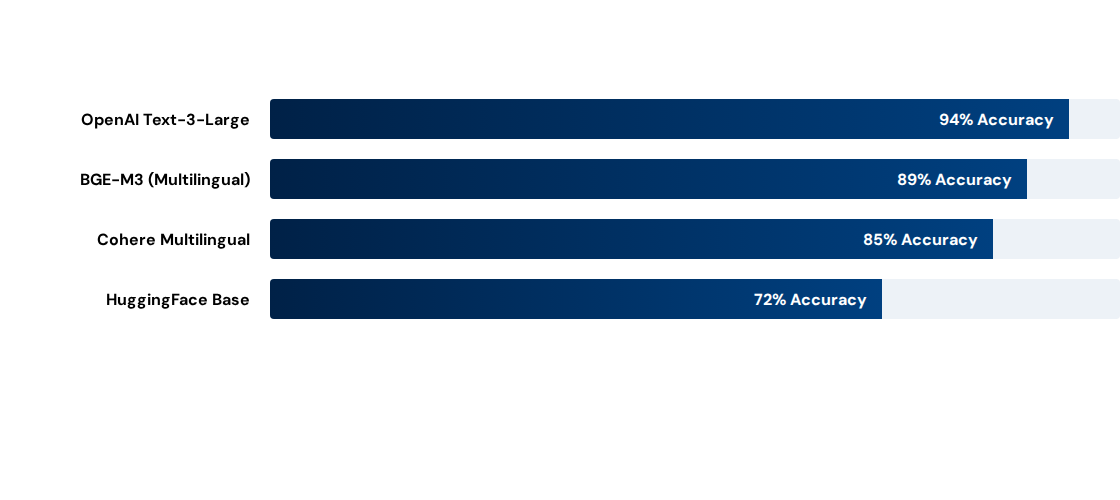 OpenAI Text-3-Large 94% Accuracy
BGE-M3 (Multilingual) 89% Accuracy
Cohere Multilingual 85% Accuracy
HuggingFace Base 72% Accuracy